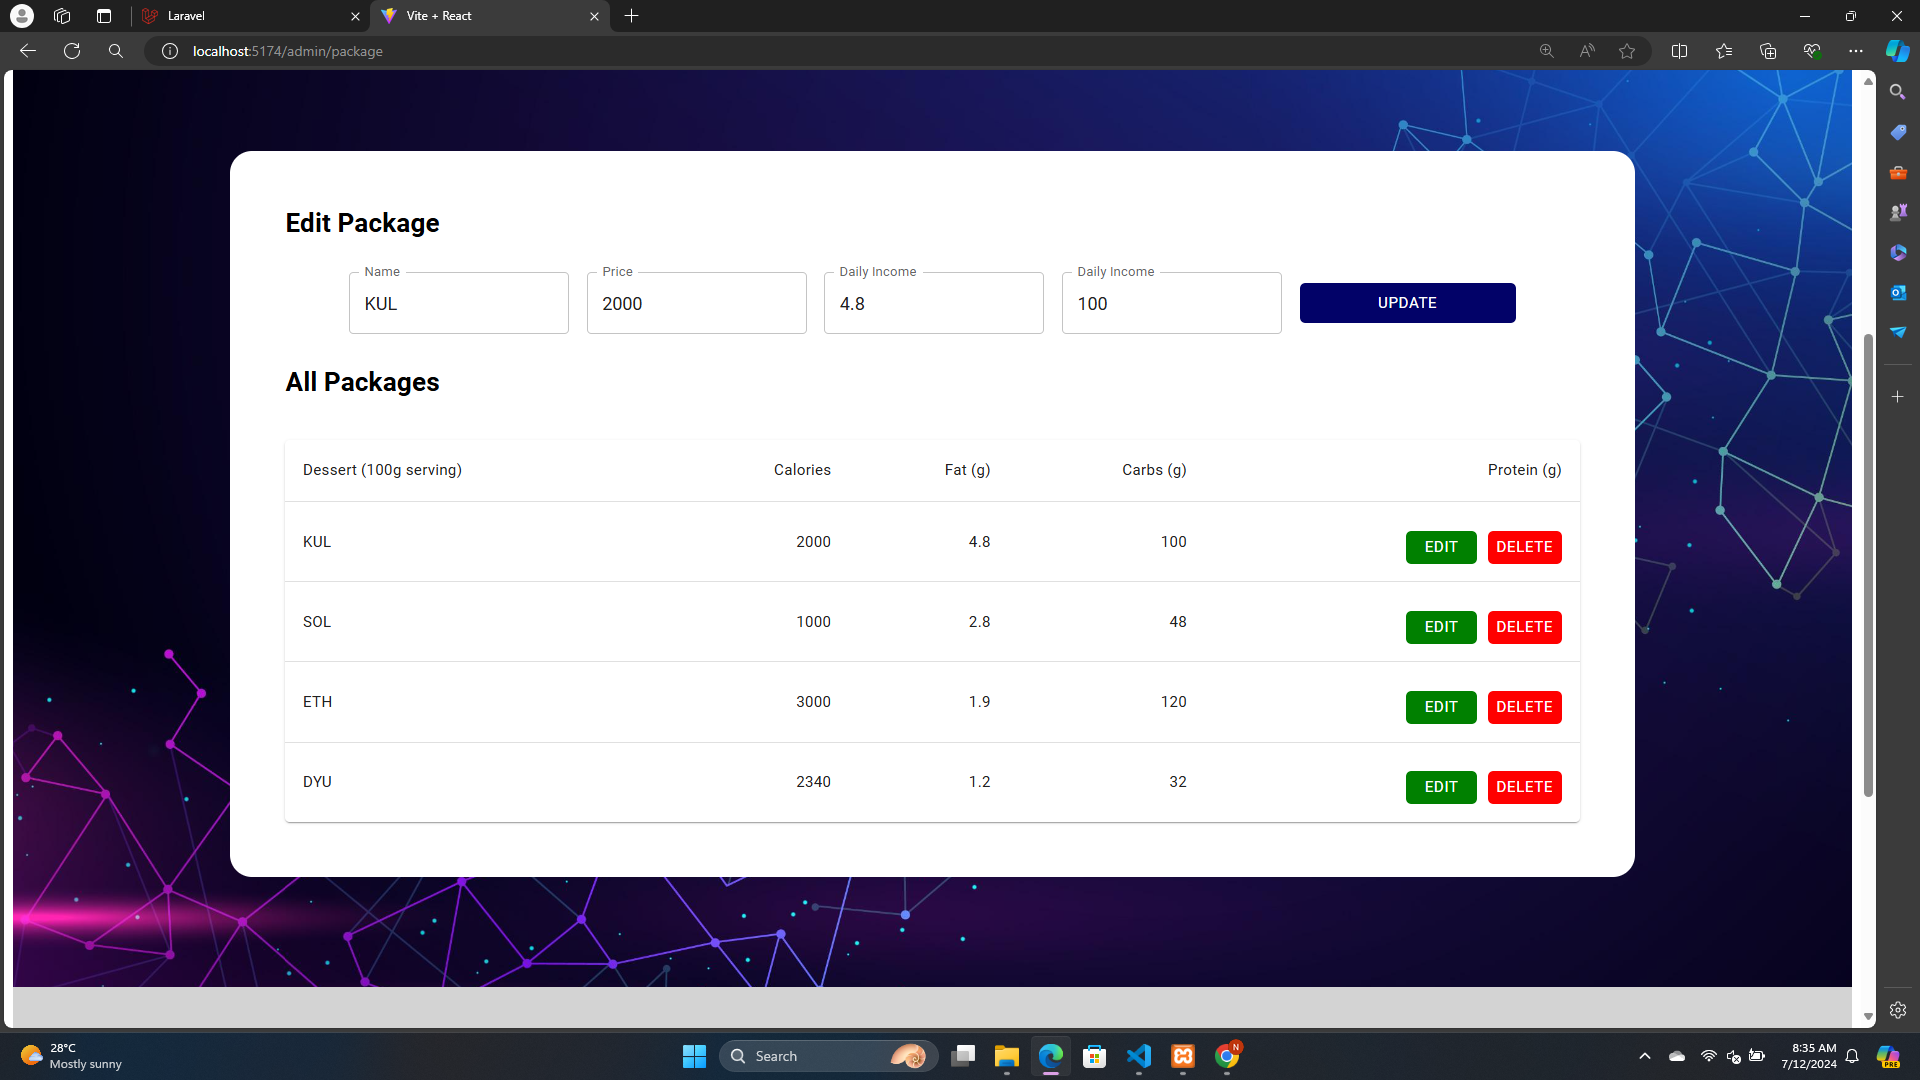 Laravel
Vite + React
localhost:5174/admin/package
Edit Package
Name Price Daily Income Daily Income
KUL 2000 4.8 100 UPDATE
All Packages
Dessert (100g serving) Calories Fat (g) Carbs (g) Protein (g)
KUL 2000 4.8 100 EDIT DELETE
SOL 1000 2.8 48 EDIT DELETE
ETH 3000 1.9 120 EDIT DELETE
DYU 2340 1.2 32 EDIT DELETE
28°C
Mostly sunny
Search
N
8:35 AM
7/12/2024
PRE